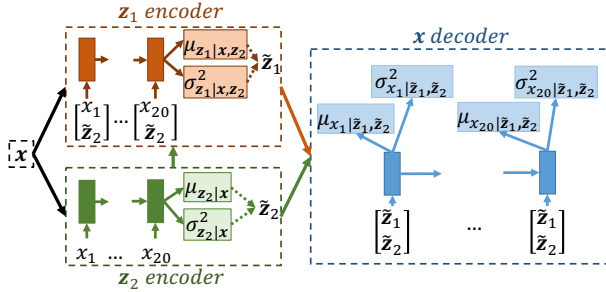 z₁ encoder
μ_{z₁|x,z₂}
σ²_{z₁|x,z₂}
z̃₁
[x₁ z̃₂] ... [x₂₀ z̃₂]
x
μ_{z₂|x}
σ²_{z₂|x}
z̃₂
x₁ ... x₂₀
z₂ encoder
x decoder
σ²_{x₁|z̃₁,z̃₂}
σ²_{x₂₀|z̃₁,z̃₂}
μ_{x₁|z̃₁,z̃₂}
μ_{x₂₀|z̃₁,z̃₂}
[z̃₁ z̃₂] ... [z̃₁ z̃₂]